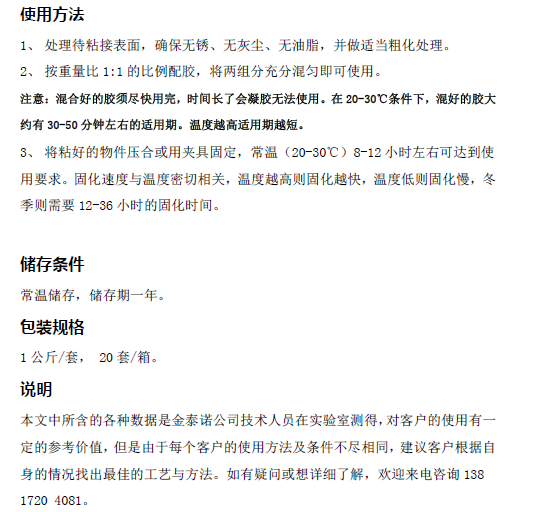 使用方法
1、 处理待粘接表面，确保无锈、无灰尘、无油脂，并做适当粗化处理。
2、 按重量比 1:1 的比例配胶，将两组分充分混匀即可使用。
注意：混合好的胶须尽快用完，时间长了会凝胶无法使用。在 20-30℃条件下，混好的胶大
约有 30-50 分钟左右的适用期。温度越高适用期越短。
3、 将粘好的物件压合或用夹具固定，常温（20-30℃）8-12 小时左右可达到使
用要求。固化速度与温度密切相关，温度越高则固化越快，温度低则固化慢，冬
季则需要 12-36 小时的固化时间。
储存条件
常温储存，储存期一年。
包装规格
1 公斤/套， 20 套/箱。
说明
本文中所含的各种数据是金泰诺公司技术人员在实验室测得，对客户的使用有一
定的参考价值，但是由于每个客户的使用方法及条件不尽相同，建议客户根据自
身的情况找出最佳的工艺与方法。如有疑问或想详细了解，欢迎来电咨询 138
1720 4081。